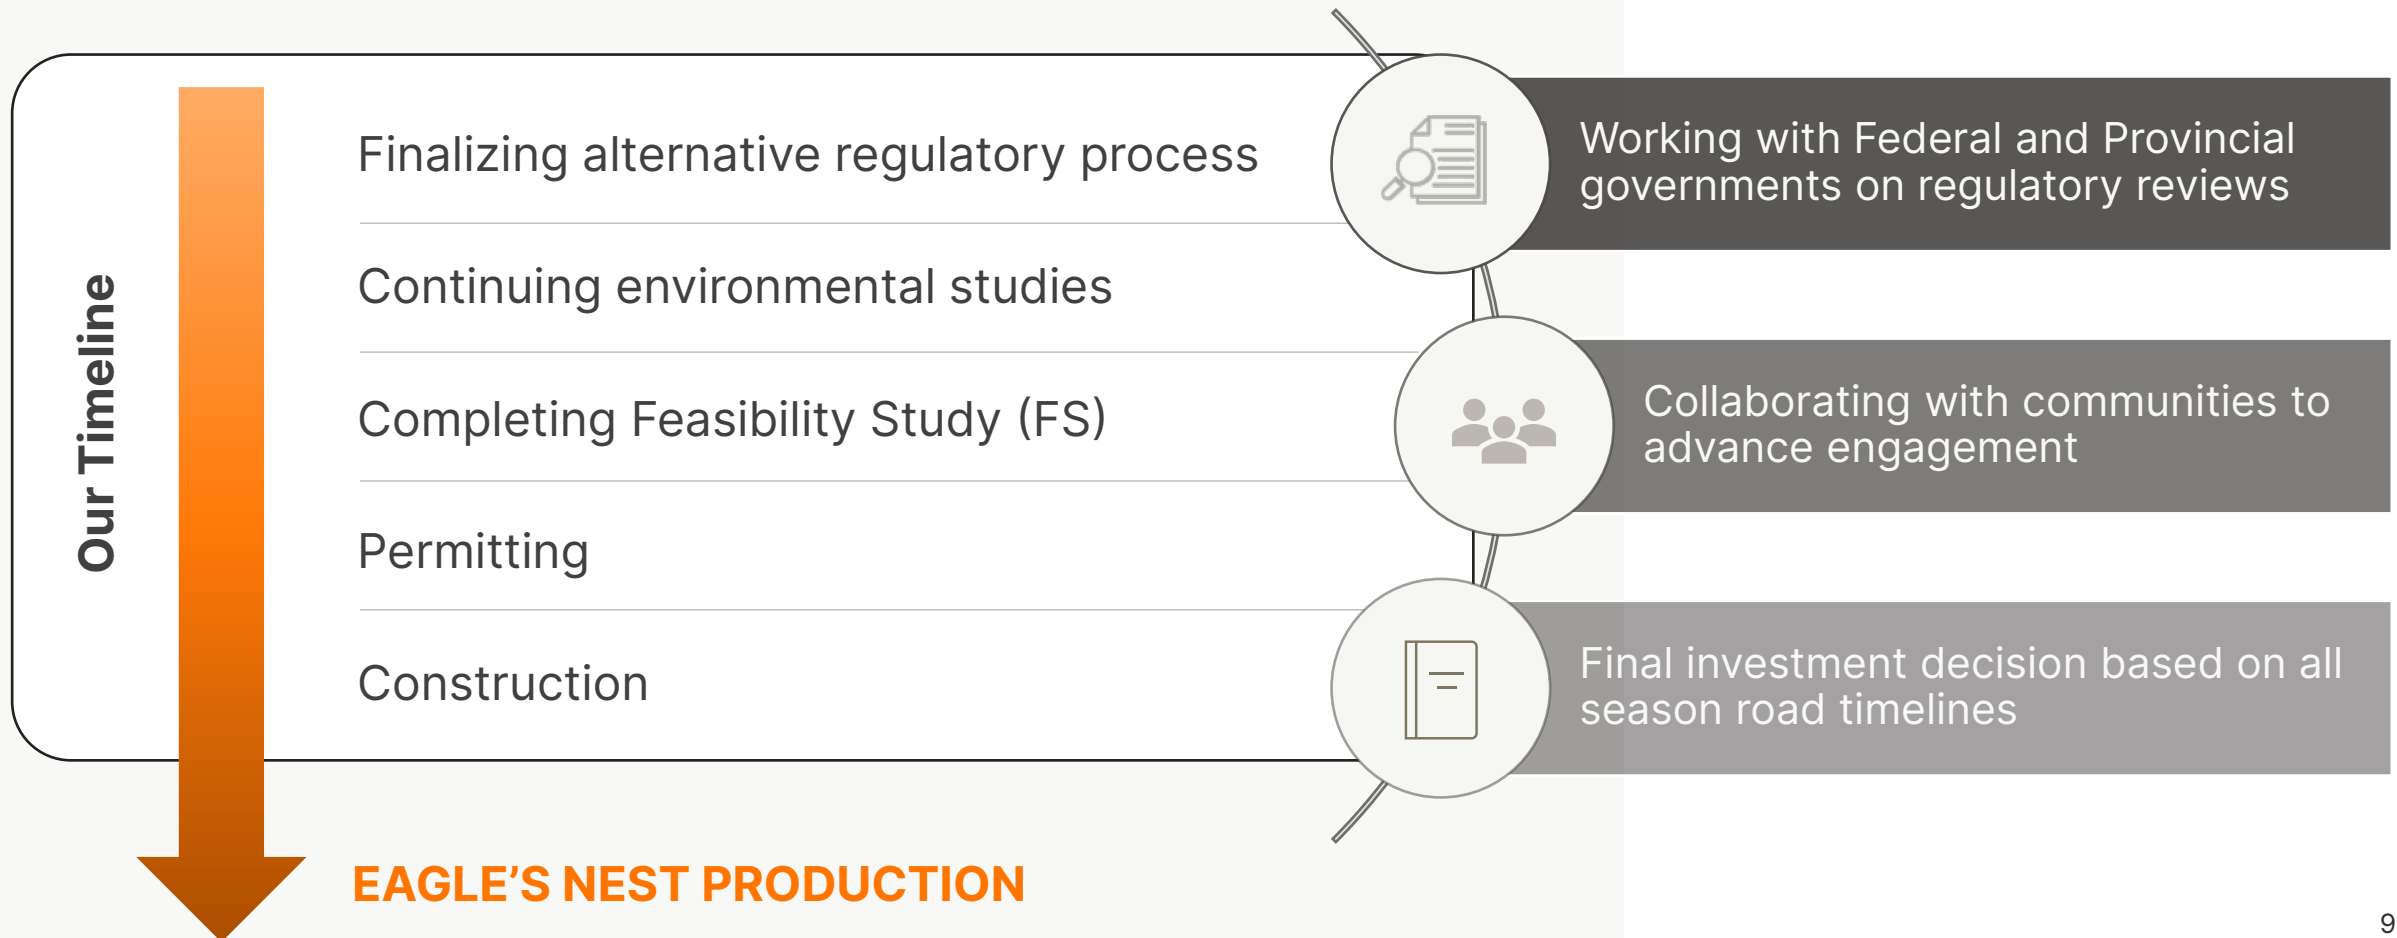 Our Timeline
Finalizing alternative regulatory process
Continuing environmental studies
Completing Feasibility Study (FS)
Permitting
Construction
EAGLE’S NEST PRODUCTION
Working with Federal and Provincial
governments on regulatory reviews
Collaborating with communities to
advance engagement
Final investment decision based on all
season road timelines
9